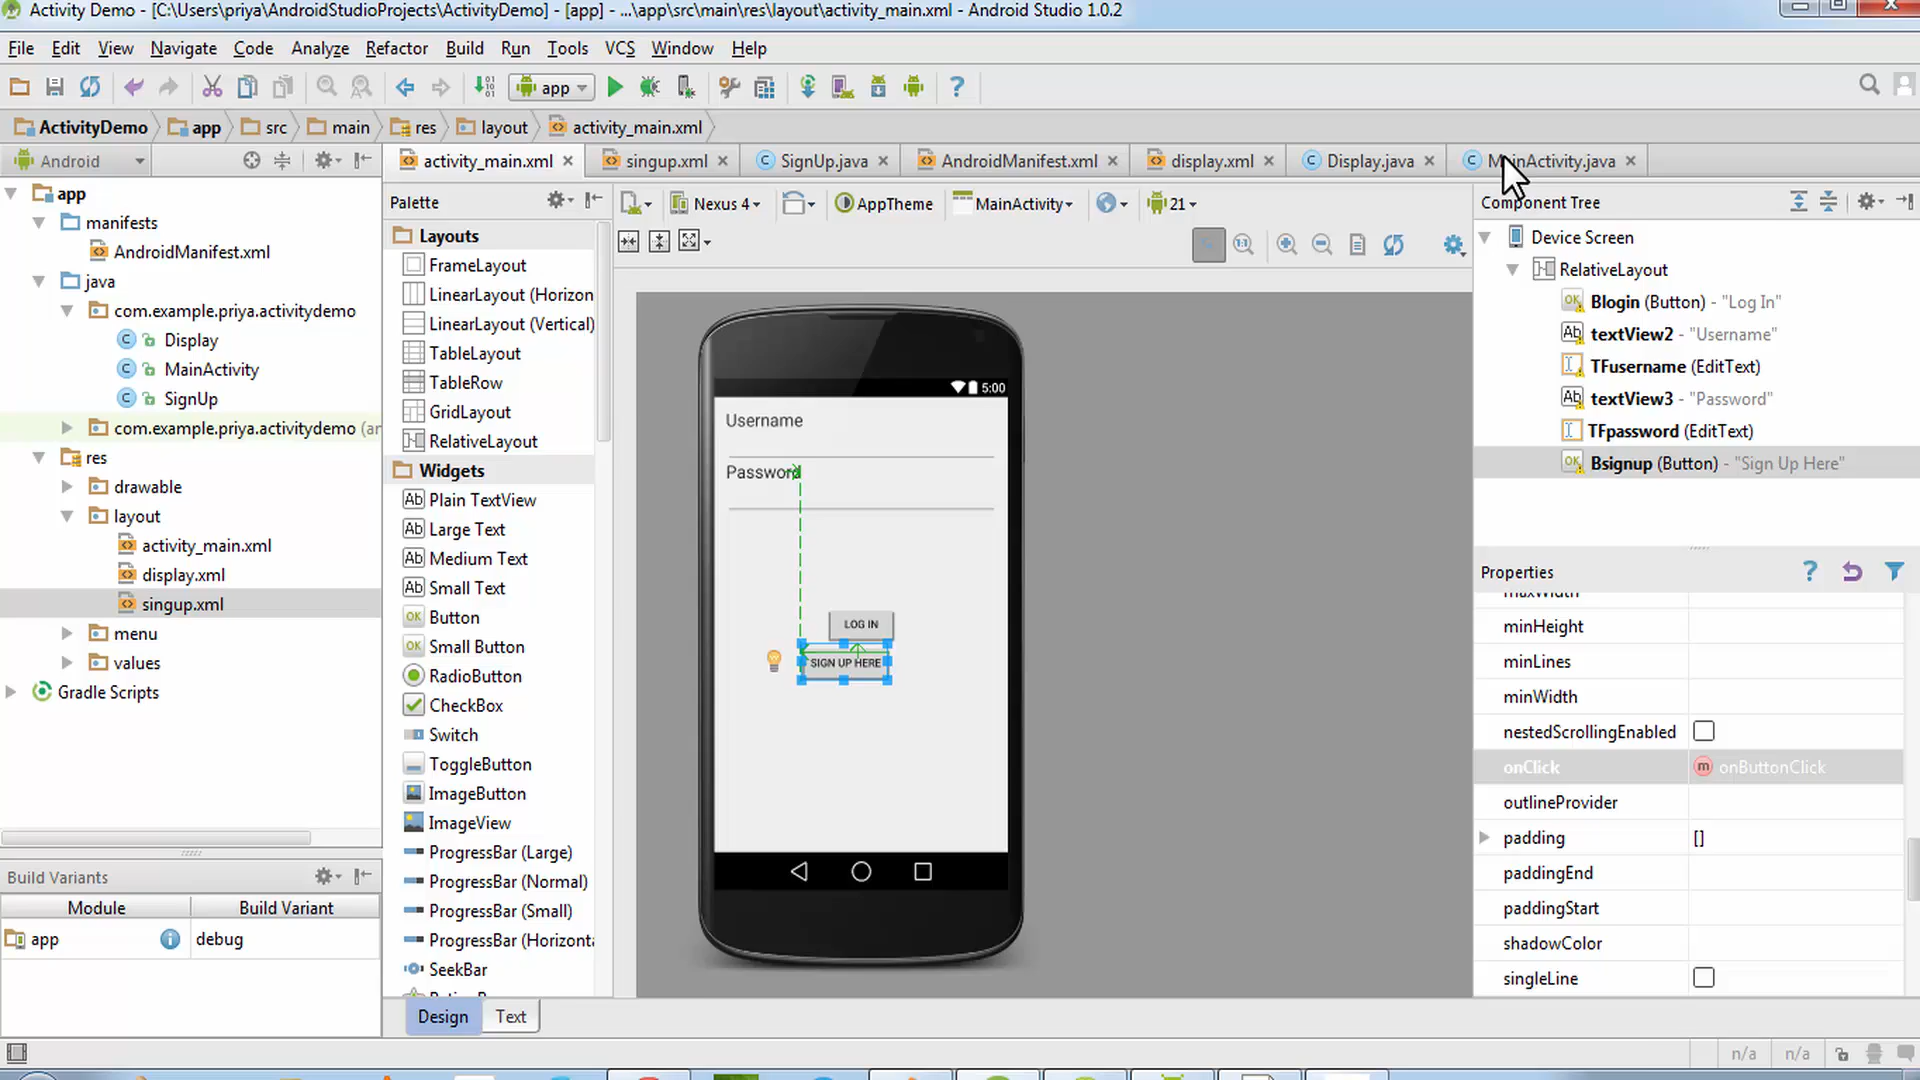 Activity Demo - [C:\Users\priya\AndroidStudioProjects\ActivityDemo] - [app] - ...\app\src\main\res\layout\activity_main.xml - Android Studio 1.0.2
File Edit View Navigate Code Analyze Refactor Build Run Tools VCS Window Help
app
ActivityDemo app src main res layout activity_main.xml
Android
activity_main.xml singup.xml SignUp.java AndroidManifest.xml display.xml Display.java MainActivity.java
app
manifests
AndroidManifest.xml
java
com.example.priya.activitydemo
Display
MainActivity
SignUp
com.example.priya.activitydemo (ar
res
drawable
layout
activity_main.xml
display.xml
singup.xml
menu
values
Gradle Scripts
Build Variants
Module Build Variant
app debug
Palette
Layouts
FrameLayout
LinearLayout (Horizon
LinearLayout (Vertical)
TableLayout
TableRow
GridLayout
RelativeLayout
Widgets
Plain TextView
Large Text
Medium Text
Small Text
Button
Small Button
RadioButton
CheckBox
Switch
ToggleButton
ImageButton
ImageView
ProgressBar (Large)
ProgressBar (Normal)
ProgressBar (Small)
ProgressBar (Horizonta
SeekBar
Design Text
Nexus 4 AppTheme MainActivity 21
5:00
Username
Password
LOG IN
SIGN UP HERE
Component Tree
Device Screen
RelativeLayout
Blogin (Button) - "Log In"
textView2 - "Username"
TFusername (EditText)
textView3 - "Password"
TFpassword (EditText)
Bsignup (Button) - "Sign Up Here"
Properties
maxWidth
minHeight
minLines
minWidth
nestedScrollingEnabled
onClick onButtonClick
outlineProvider
padding []
paddingEnd
paddingStart
shadowColor
singleLine
n/a n/a